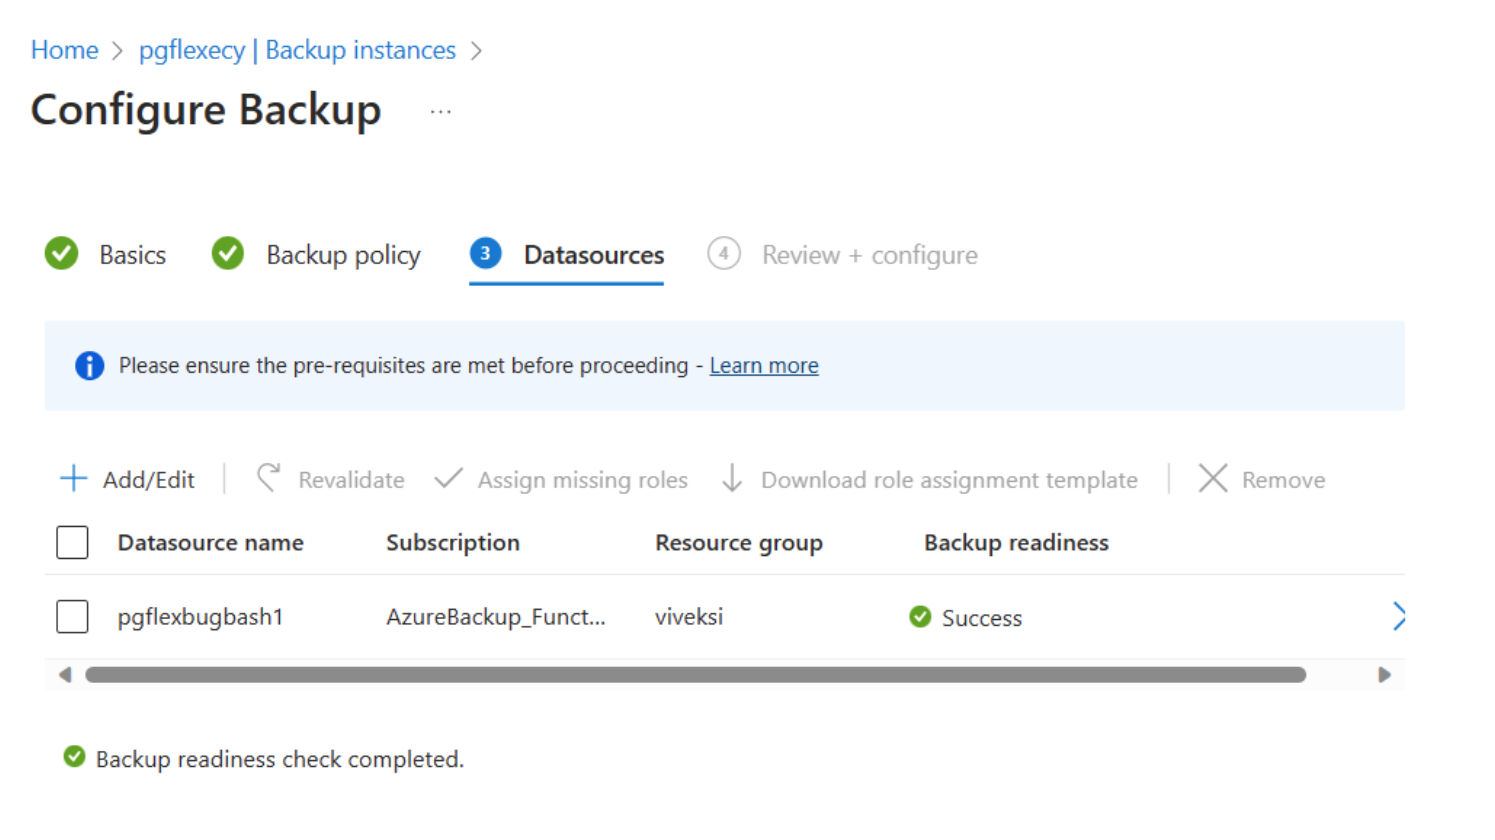 Home > pgflexecy | Backup instances >
Configure Backup ...
Basics Backup policy 3 Datasources 4 Review + configure
Please ensure the pre-requisites are met before proceeding - Learn more
Add/Edit Revalidate Assign missing roles Download role assignment template Remove
Datasource name Subscription Resource group Backup readiness
pgflexbugbash1 AzureBackup_Funct... viveksi Success
Backup readiness check completed.